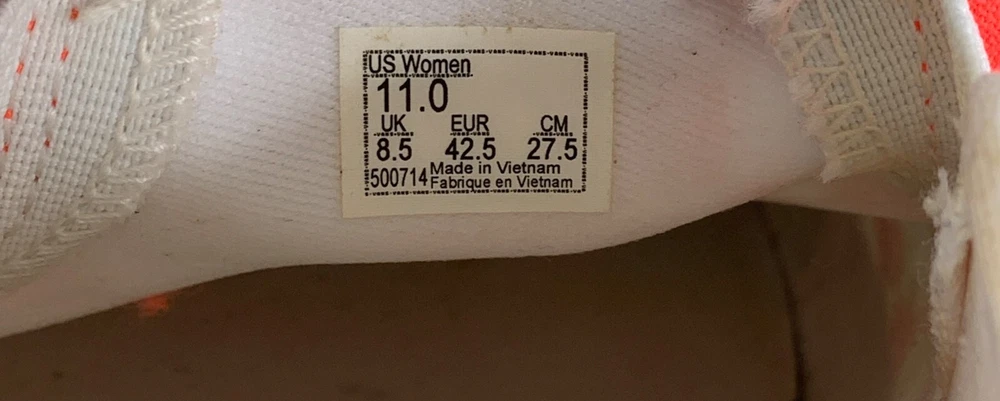 US Women
11.0
UK EUR CM
8.5 42.5 27.5
500714 Made in Vietnam
Fabrique en Vietnam